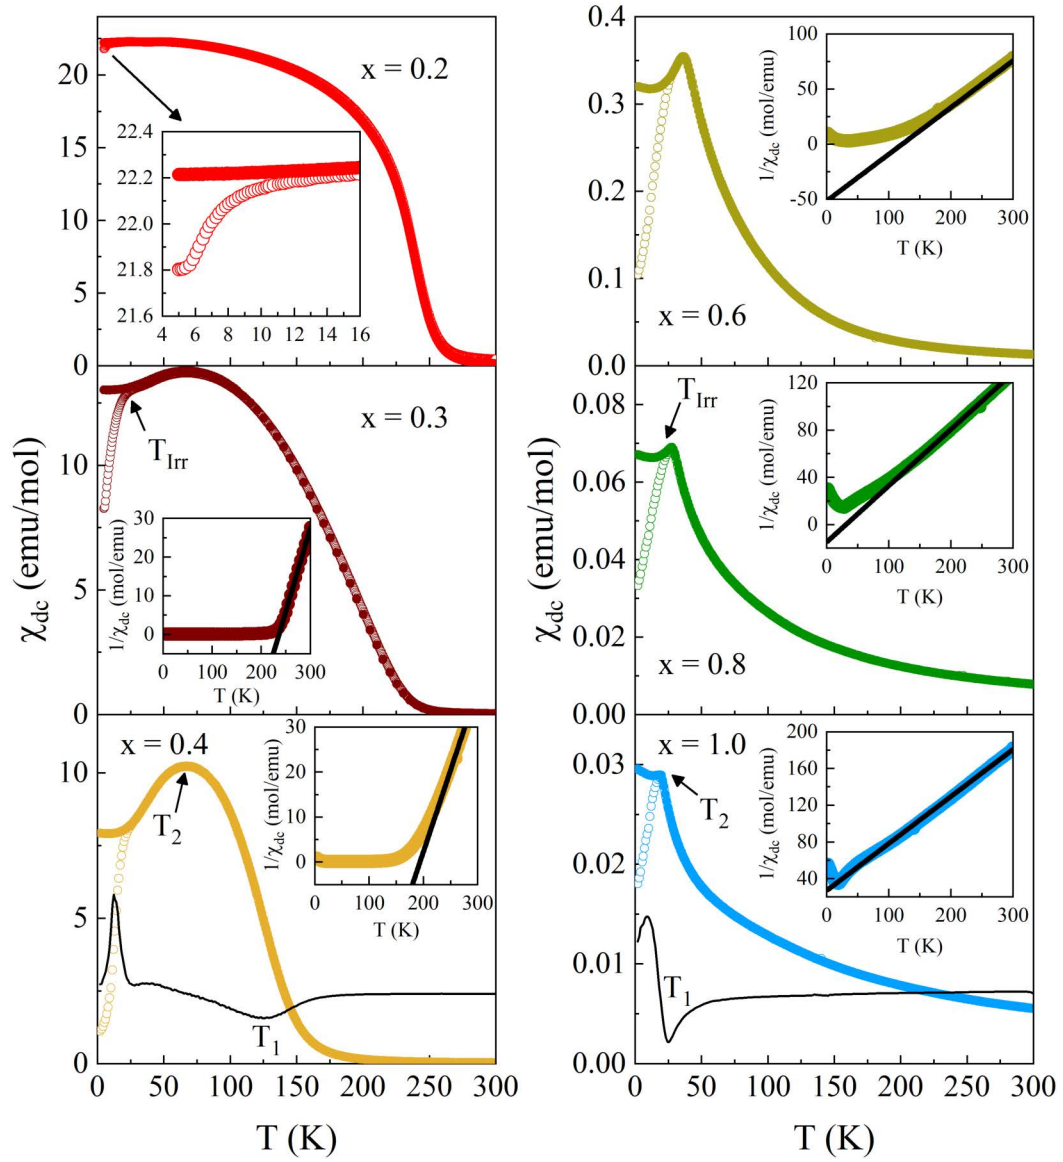 x = 0.2
20
15
10
5
0
22.4
22.2
22.0
21.8
21.6
4 6 8 10 12 14 16
x = 0.3
T_Irr
10
5
0
1/χ_dc (mol/emu)
30
20
10
0
0 100 200 300
T (K)
χ_dc (emu/mol)
x = 0.4
T_2
T_1
10
5
0
1/χ_dc (mol/emu)
30
20
10
0
0 100 200 300
T (K)
0 50 100 150 200 250 300
T (K)
0.4
0.3
0.2
0.1
0.0
x = 0.6
1/χ_dc (mol/emu)
100
50
0
-50
0 100 200 300
T (K)
0.08
0.06
0.04
0.02
0.00
T_Irr
x = 0.8
1/χ_dc (mol/emu)
120
80
40
0
0 100 200 300
T (K)
χ_dc (emu/mol)
0.03
0.02
0.01
0.00
x = 1.0
T_2
T_1
1/χ_dc (mol/emu)
200
160
120
80
40
0 100 200 300
T (K)
0 50 100 150 200 250 300
T (K)